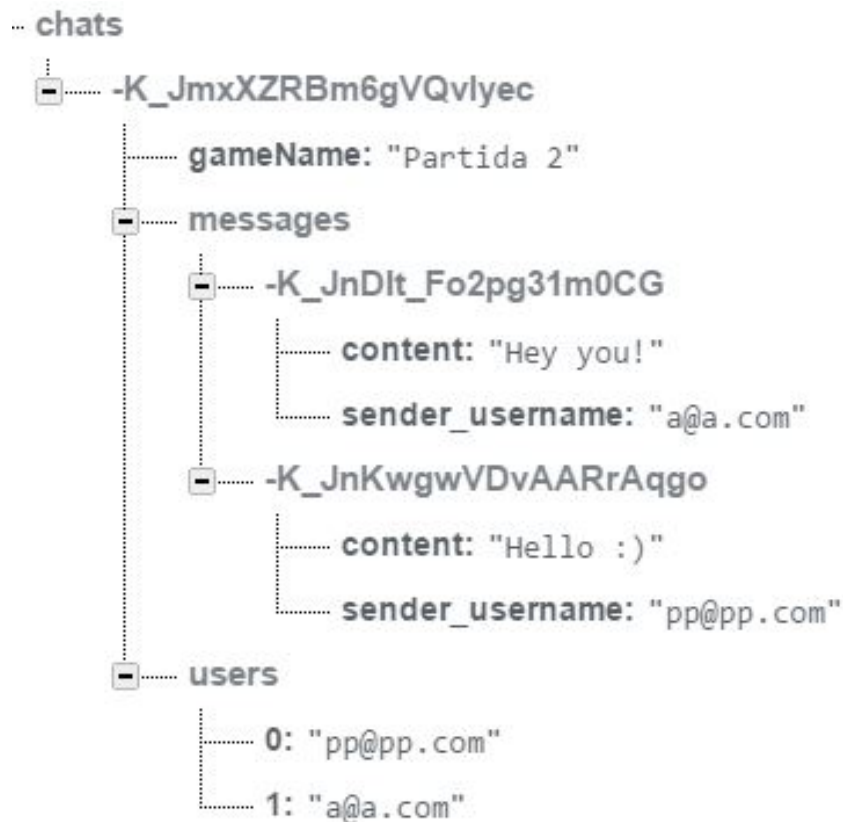 chats
-K_JmxXZRBm6gVQvlyec
gameName: "Partida 2"
messages
-K_JnDlt_Fo2pg31m0CG
content: "Hey you!"
sender_username: "a@a.com"
-K_JnKwgwVDvAARrAqgo
content: "Hello :)"
sender_username: "pp@pp.com"
users
0: "pp@pp.com"
1: "a@a.com"